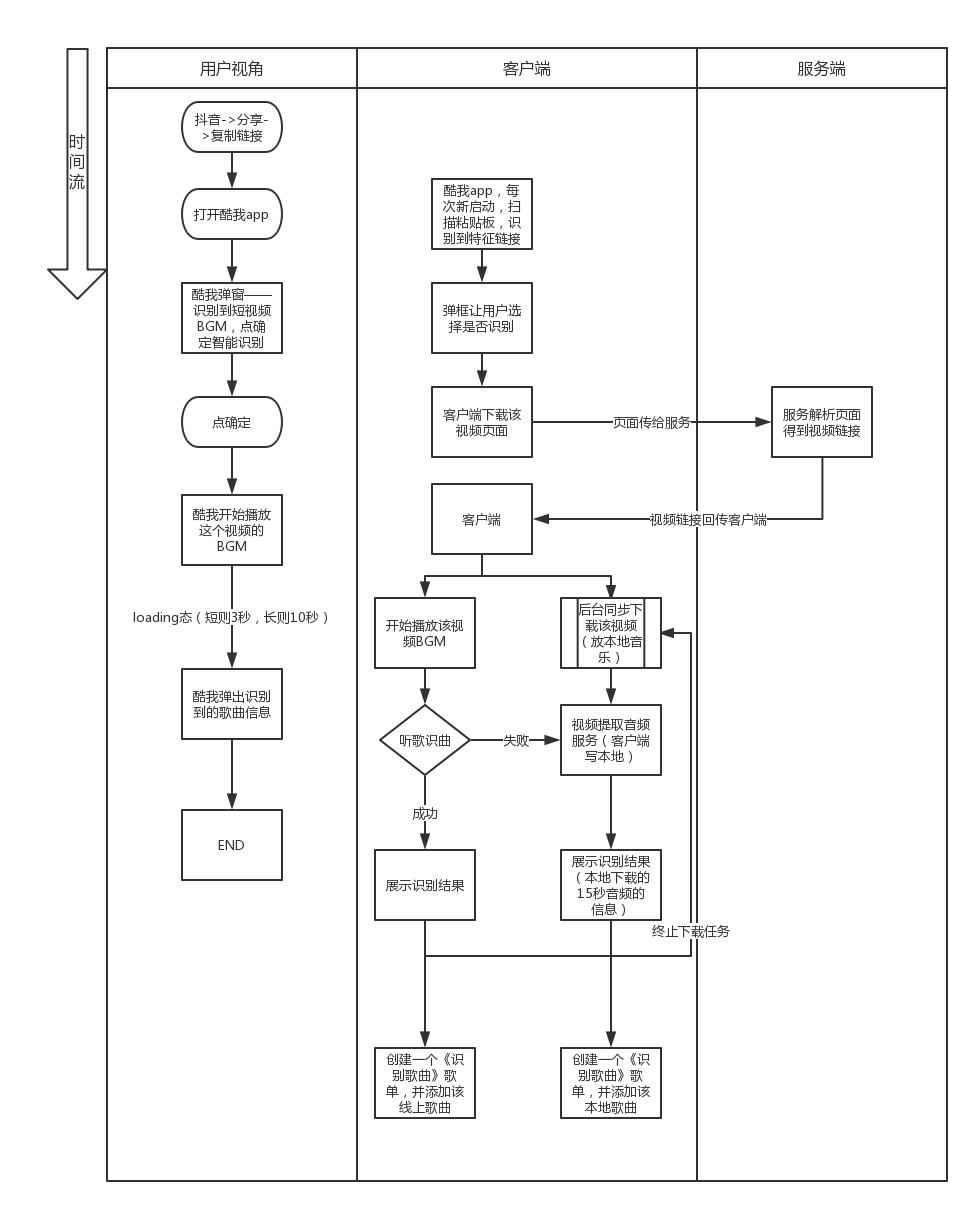 时
间
流
用户视角
客户端
服务端
抖音->分享-
>复制链接
打开酷我app
酷我弹窗——
识别到短视频
BGM，点确
定智能识别
点确定
酷我开始播放
这个视频的
BGM
loading态（短则3秒，长则10秒）
酷我弹出识别
到的歌曲信息
END
酷我app，每
次新启动，扫
描粘贴板，识
别到特征链接
弹框让用户选
择是否识别
客户端下载该
视频页面
页面传给服务
服务解析页面
得到视频链接
客户端
视频链接回传客户端
开始播放该视
频BGM
后台同步下
载该视频
（放本地音
乐）
听歌识曲
失败
视频提取音频
服务（客户端
写本地）
成功
展示识别结果
展示识别结果
（本地下载的
15秒音频的
信息）
终止下载任务
创建一个《识
别歌曲》歌
单，并添加该
线上歌曲
创建一个《识
别歌曲》歌
单，并添加该
本地歌曲